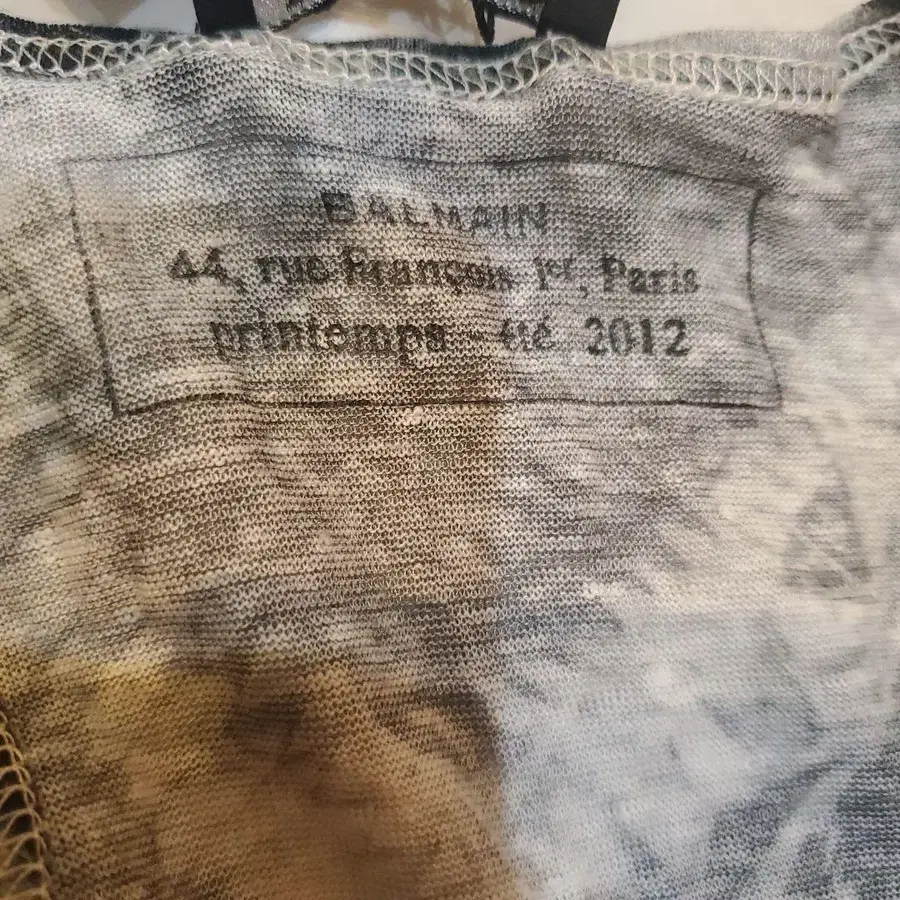 BALMAIN
44, rue François 1er, Paris
printemps - été 2012